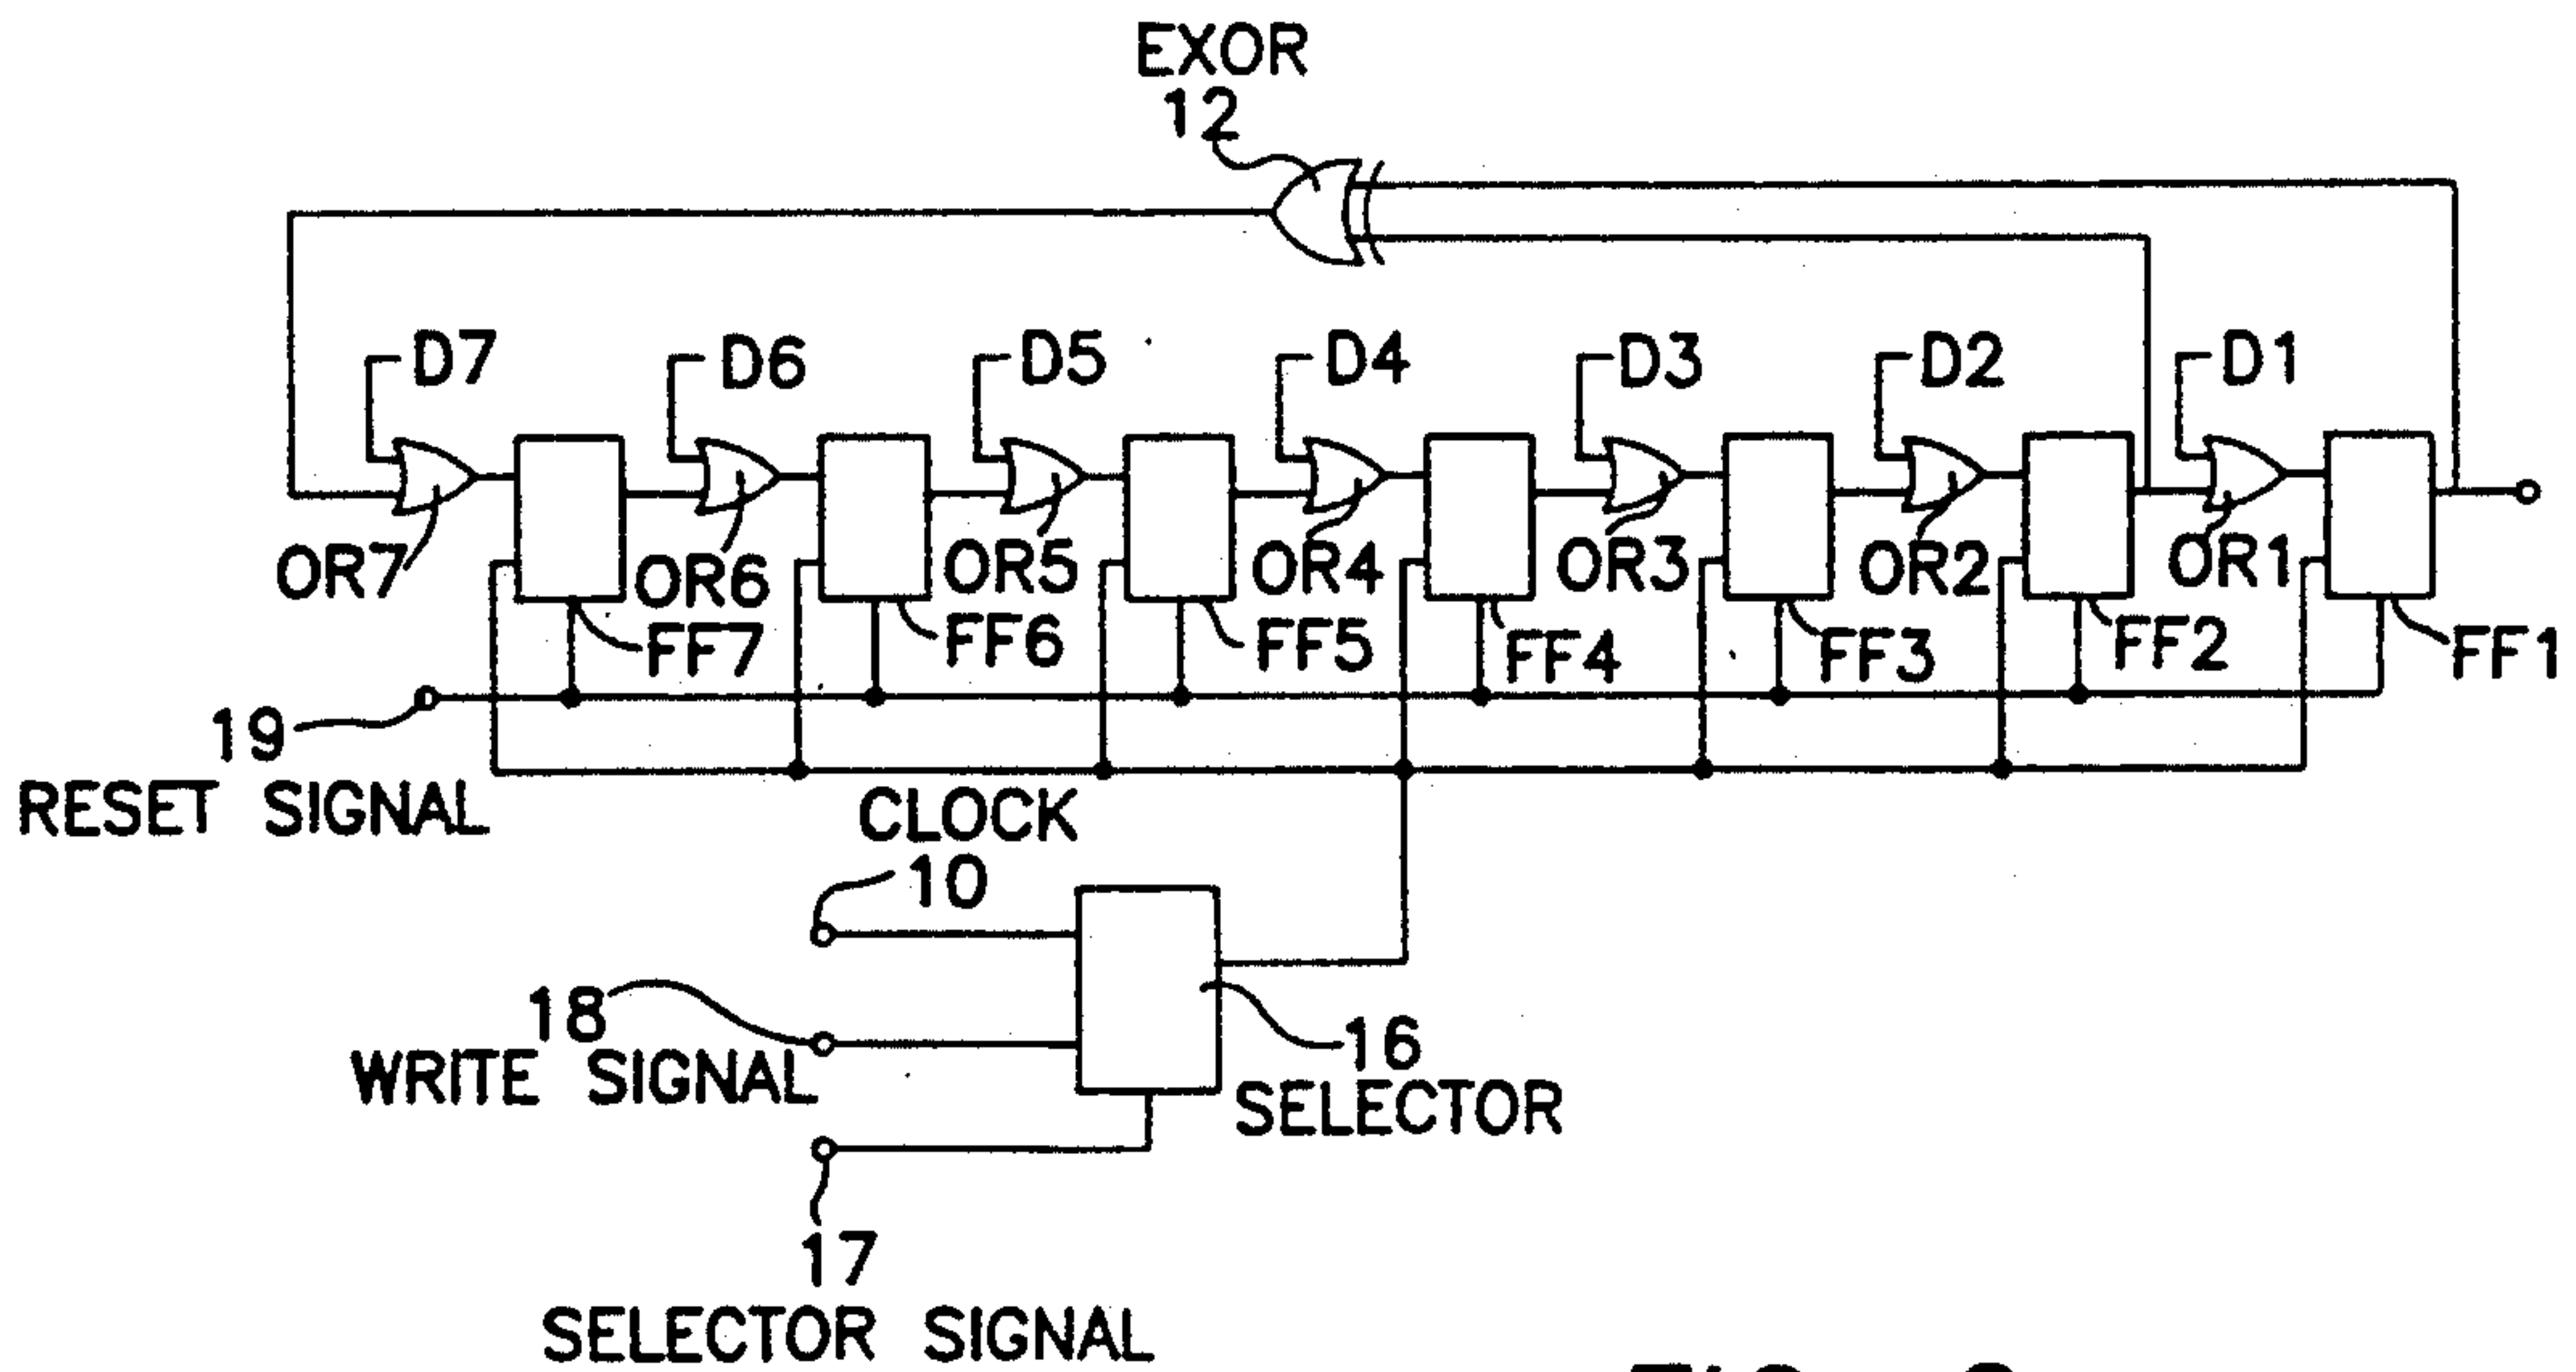 EXOR
12
D7
D6
D5
D4
D3
D2
D1
OR7
OR6
OR5
OR4
OR3
OR2
OR1
FF7
FF6
FF5
FF4
FF3
FF2
FF1
19
RESET SIGNAL
CLOCK
10
18
WRITE SIGNAL
16
SELECTOR
17
SELECTOR SIGNAL